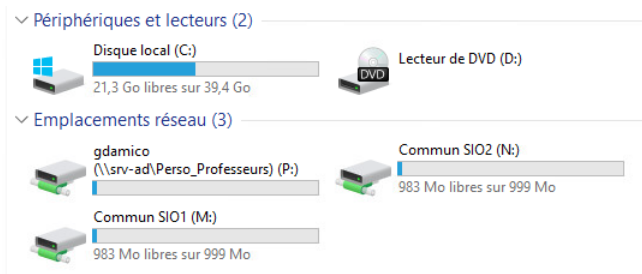 Périphériques et lecteurs (2)
Disque local (C:)
21,3 Go libres sur 39,4 Go
Lecteur de DVD (D:)
DVD
Emplacements réseau (3)
gdamico
(\\srv-ad\Perso_Professeurs) (P:)
Commun SIO2 (N:)
983 Mo libres sur 999 Mo
Commun SIO1 (M:)
983 Mo libres sur 999 Mo